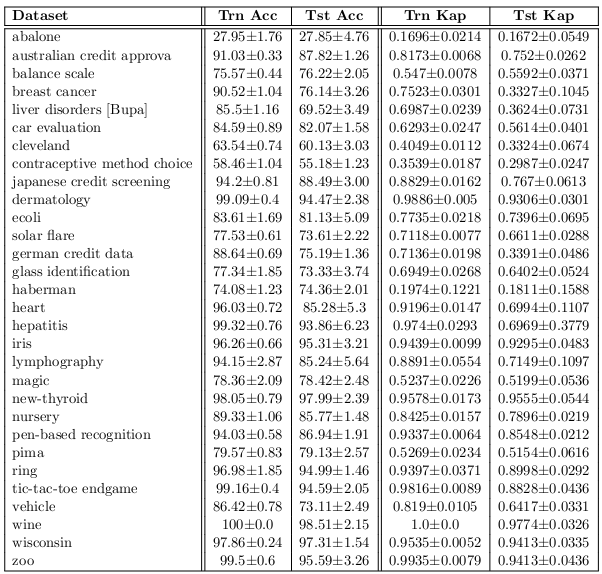 Dataset Trn Acc Tst Acc Trn Kap Tst Kap
abalone 27.95±1.76 27.85±4.76 0.1696±0.0214 0.1672±0.0549
australian credit approva 91.03±0.33 87.82±1.26 0.8173±0.0068 0.752±0.0262
balance scale 75.57±0.44 76.22±2.05 0.547±0.0078 0.5592±0.0371
breast cancer 90.52±1.04 76.14±3.26 0.7523±0.0301 0.3327±0.1045
liver disorders [Bupa] 85.5±1.16 69.52±3.49 0.6987±0.0239 0.3624±0.0731
car evaluation 84.59±0.89 82.07±1.58 0.6293±0.0247 0.5614±0.0401
cleveland 63.54±0.74 60.13±3.03 0.4049±0.0112 0.3324±0.0674
contraceptive method choice 58.46±1.04 55.18±1.23 0.3539±0.0187 0.2987±0.0247
japanese credit screening 94.2±0.81 88.49±3.00 0.8829±0.0162 0.767±0.0613
dermatology 99.09±0.4 94.47±2.38 0.9886±0.005 0.9306±0.0301
ecoli 83.61±1.69 81.13±5.09 0.7735±0.0218 0.7396±0.0695
solar flare 77.53±0.61 73.61±2.22 0.7118±0.0077 0.6611±0.0288
german credit data 88.64±0.69 75.19±1.36 0.7136±0.0198 0.3391±0.0486
glass identification 77.34±1.85 73.33±3.74 0.6949±0.0268 0.6402±0.0524
haberman 74.08±1.23 74.36±2.01 0.1974±0.1221 0.1811±0.1588
heart 96.03±0.72 85.28±5.3 0.9196±0.0147 0.6994±0.1107
hepatitis 99.32±0.76 93.86±6.23 0.974±0.0293 0.6969±0.3779
iris 96.26±0.66 95.31±3.21 0.9439±0.0099 0.9295±0.0483
lymphography 94.15±2.87 85.24±5.64 0.8891±0.0554 0.7149±0.1097
magic 78.36±2.09 78.42±2.48 0.5237±0.0226 0.5199±0.0536
new-thyroid 98.05±0.79 97.99±2.39 0.9578±0.0173 0.9555±0.0544
nursery 89.33±1.06 85.77±1.48 0.8425±0.0157 0.7896±0.0219
pen-based recognition 94.03±0.58 86.94±1.91 0.9337±0.0064 0.8548±0.0212
pima 79.57±0.83 79.13±2.57 0.5269±0.0234 0.5154±0.0616
ring 96.98±1.85 94.99±1.46 0.9397±0.0371 0.8998±0.0292
tic-tac-toe endgame 99.16±0.4 94.59±2.05 0.9816±0.0089 0.8828±0.0436
vehicle 86.42±0.78 73.11±2.49 0.819±0.0105 0.6417±0.0331
wine 100±0.0 98.51±2.15 1.0±0.0 0.9774±0.0326
wisconsin 97.86±0.24 97.31±1.54 0.9535±0.0052 0.9413±0.0335
zoo 99.5±0.6 95.59±3.26 0.9935±0.0079 0.9413±0.0436